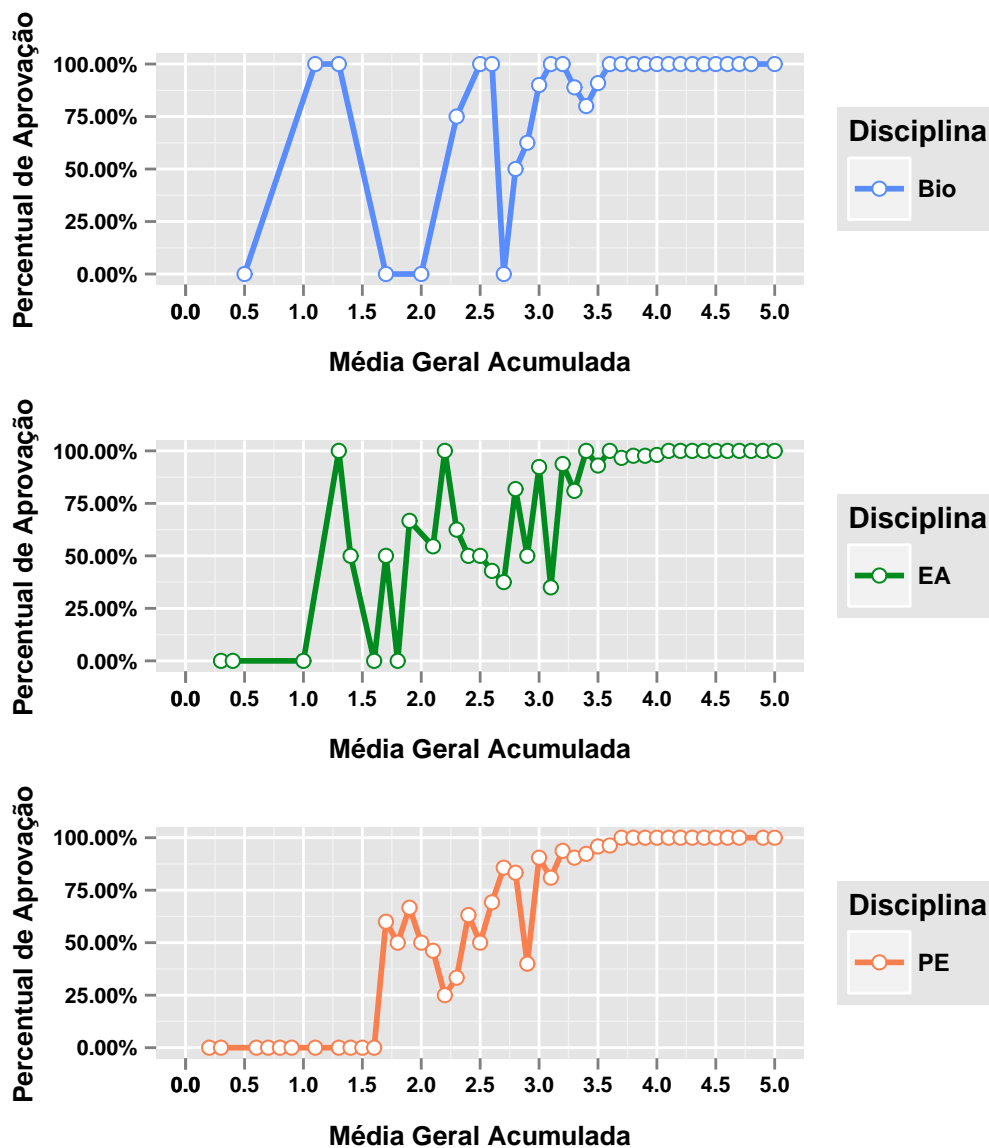 Percentual de Aprovação
100.00%
75.00%
50.00%
25.00%
0.00%
0.0 0.5 1.0 1.5 2.0 2.5 3.0 3.5 4.0 4.5 5.0
Média Geral Acumulada
Disciplina
Bio
Percentual de Aprovação
100.00%
75.00%
50.00%
25.00%
0.00%
0.0 0.5 1.0 1.5 2.0 2.5 3.0 3.5 4.0 4.5 5.0
Média Geral Acumulada
Disciplina
EA
Percentual de Aprovação
100.00%
75.00%
50.00%
25.00%
0.00%
0.0 0.5 1.0 1.5 2.0 2.5 3.0 3.5 4.0 4.5 5.0
Média Geral Acumulada
Disciplina
PE